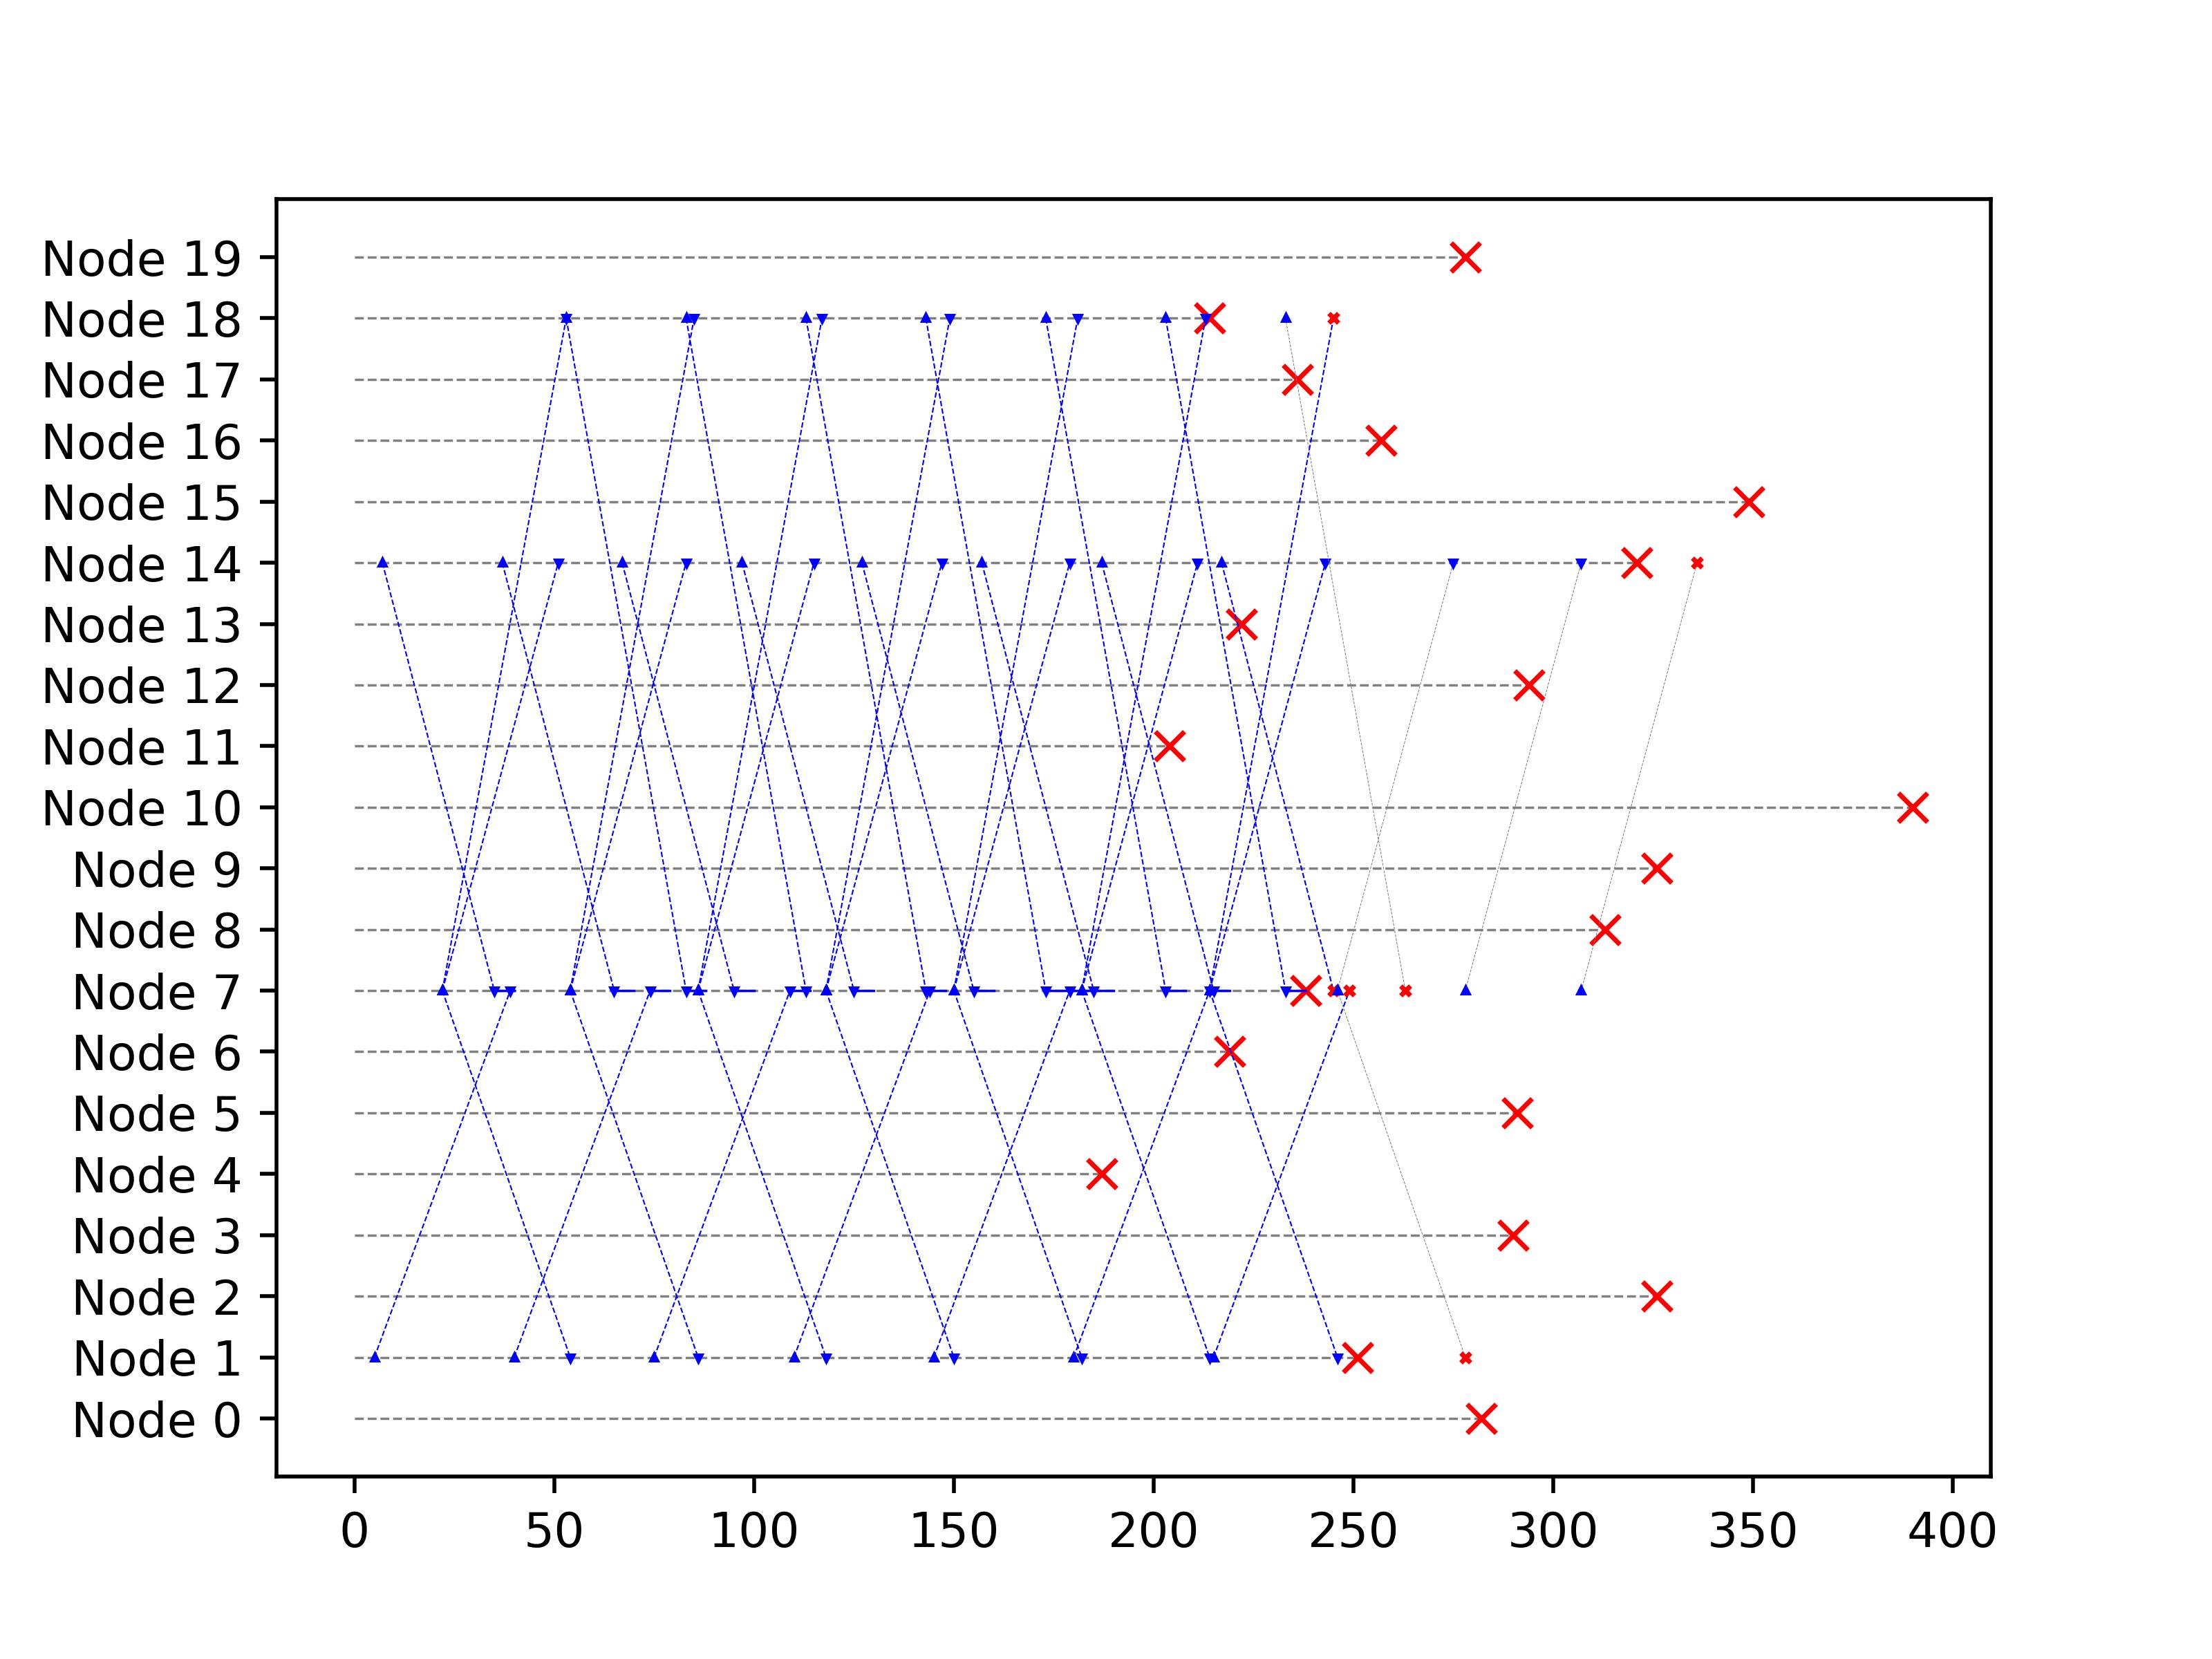 Node 19
Node 18
Node 17
Node 16
Node 15
Node 14
Node 13
Node 12
Node 11
Node 10
Node 9
Node 8
Node 7
Node 6
Node 5
Node 4
Node 3
Node 2
Node 1
Node 0
0 50 100 150 200 250 300 350 400